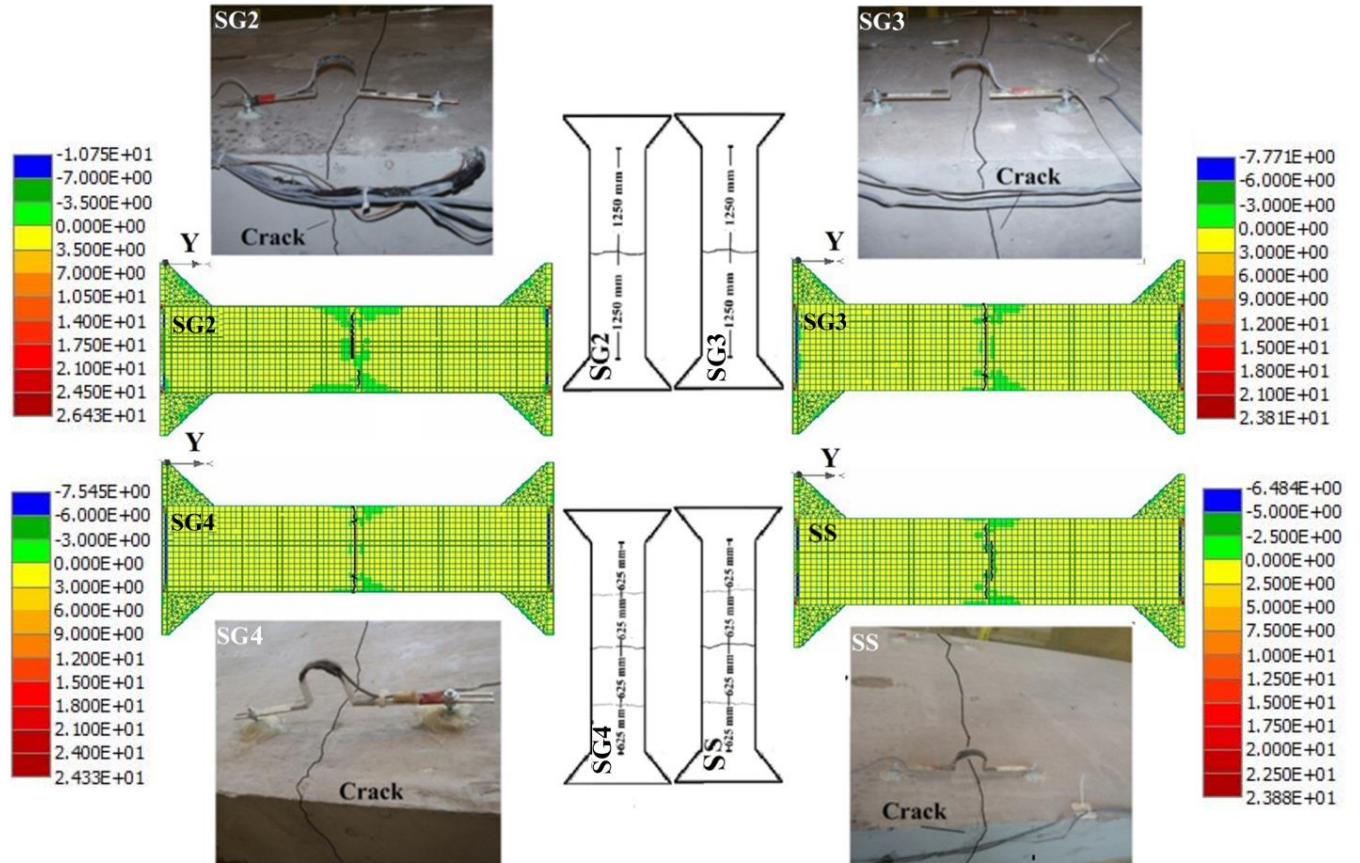 SG2
Crack
-1.075E+01
-7.000E+00
-3.500E+00
0.000E+00
3.500E+00
7.000E+00
1.050E+01
1.400E+01
1.750E+01
2.100E+01
2.450E+01
2.643E+01
Y
SG2
1250 mm
1250 mm
SG2
1250 mm
1250 mm
SG3
SG3
Crack
Y
SG3
-7.771E+00
-6.000E+00
-3.000E+00
0.000E+00
3.000E+00
6.000E+00
9.000E+00
1.200E+01
1.500E+01
1.800E+01
2.100E+01
2.381E+01
-7.545E+00
-6.000E+00
-3.000E+00
0.000E+00
3.000E+00
6.000E+00
9.000E+00
1.200E+01
1.500E+01
1.800E+01
2.100E+01
2.400E+01
2.433E+01
Y
SG4
SG4
Crack
625 mm
625 mm
625 mm
625 mm
SG4
625 mm
625 mm
625 mm
625 mm
SS
Y
SS
SS
Crack
-6.484E+00
-5.000E+00
-2.500E+00
0.000E+00
2.500E+00
5.000E+00
7.500E+00
1.000E+01
1.250E+01
1.500E+01
1.750E+01
2.000E+01
2.250E+01
2.388E+01